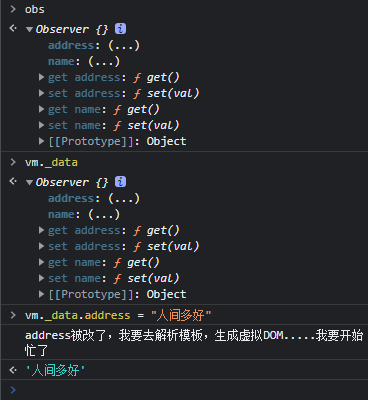 obs
Observer {} i
address: (...)
name: (...)
get address: ƒ get()
set address: ƒ set(val)
get name: ƒ get()
set name: ƒ set(val)
[[Prototype]]: Object
vm._data
Observer {} i
address: (...)
name: (...)
get address: ƒ get()
set address: ƒ set(val)
get name: ƒ get()
set name: ƒ set(val)
[[Prototype]]: Object
vm._data.address = "人间多好"
address被改了，我要去解析模板，生成虚拟DOM.....我要开始
忙了
'人间多好'